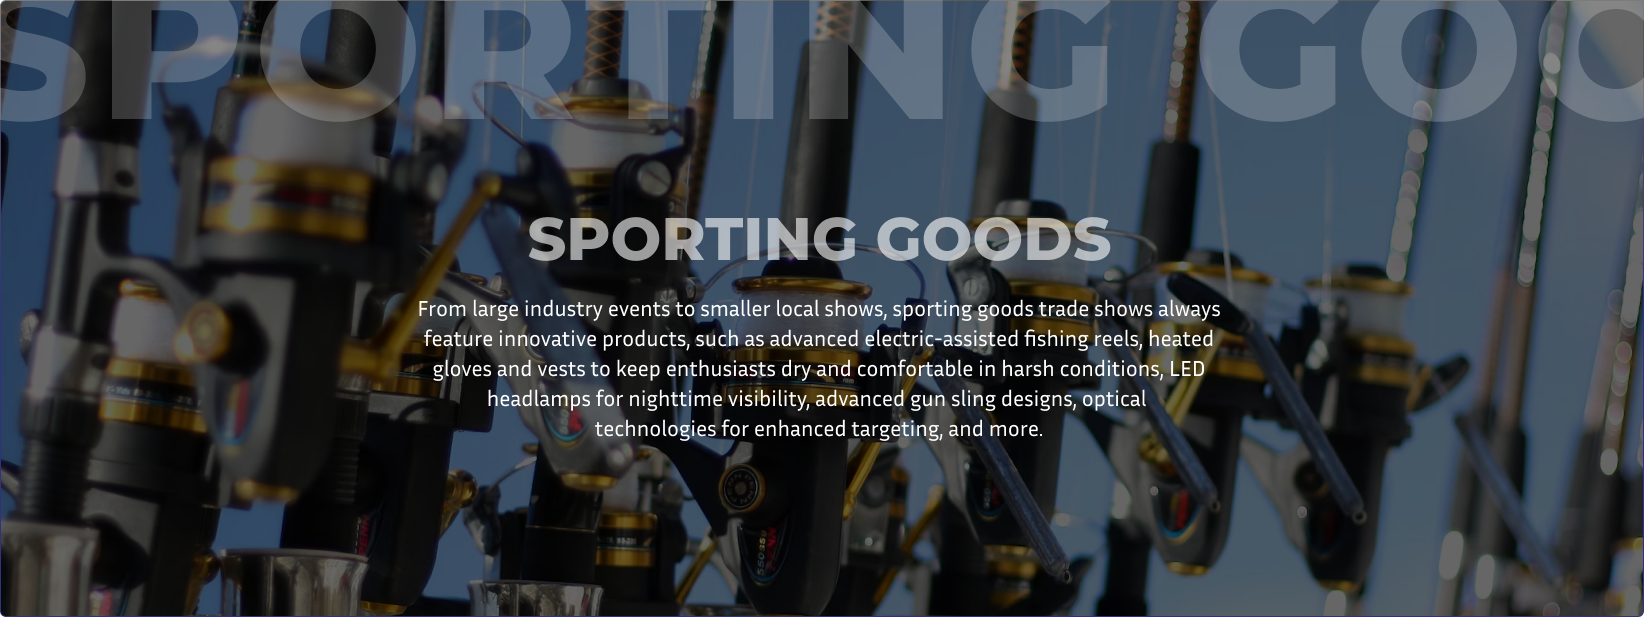 SPORTING GOO
SPORTING GOODS
From large industry events to smaller local shows, sporting goods trade shows always
feature innovative products, such as advanced electric-assisted fishing reels, heated
gloves and vests to keep enthusiasts dry and comfortable in harsh conditions, LED
headlamps for nighttime visibility, advanced gun sling designs, optical
technologies for enhanced targeting, and more.